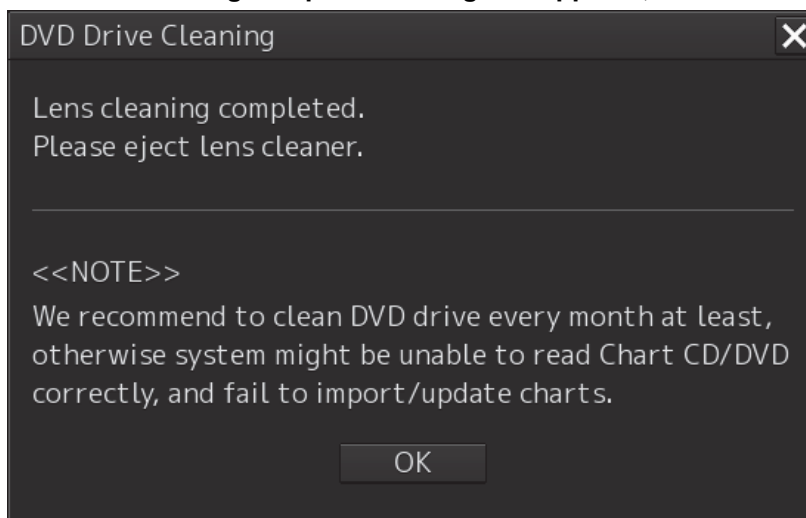 DVD Drive Cleaning
Lens cleaning completed.
Please eject lens cleaner.
<<NOTE>>
We recommend to clean DVD drive every month at least,
otherwise system might be unable to read Chart CD/DVD
correctly, and fail to import/update charts.
OK